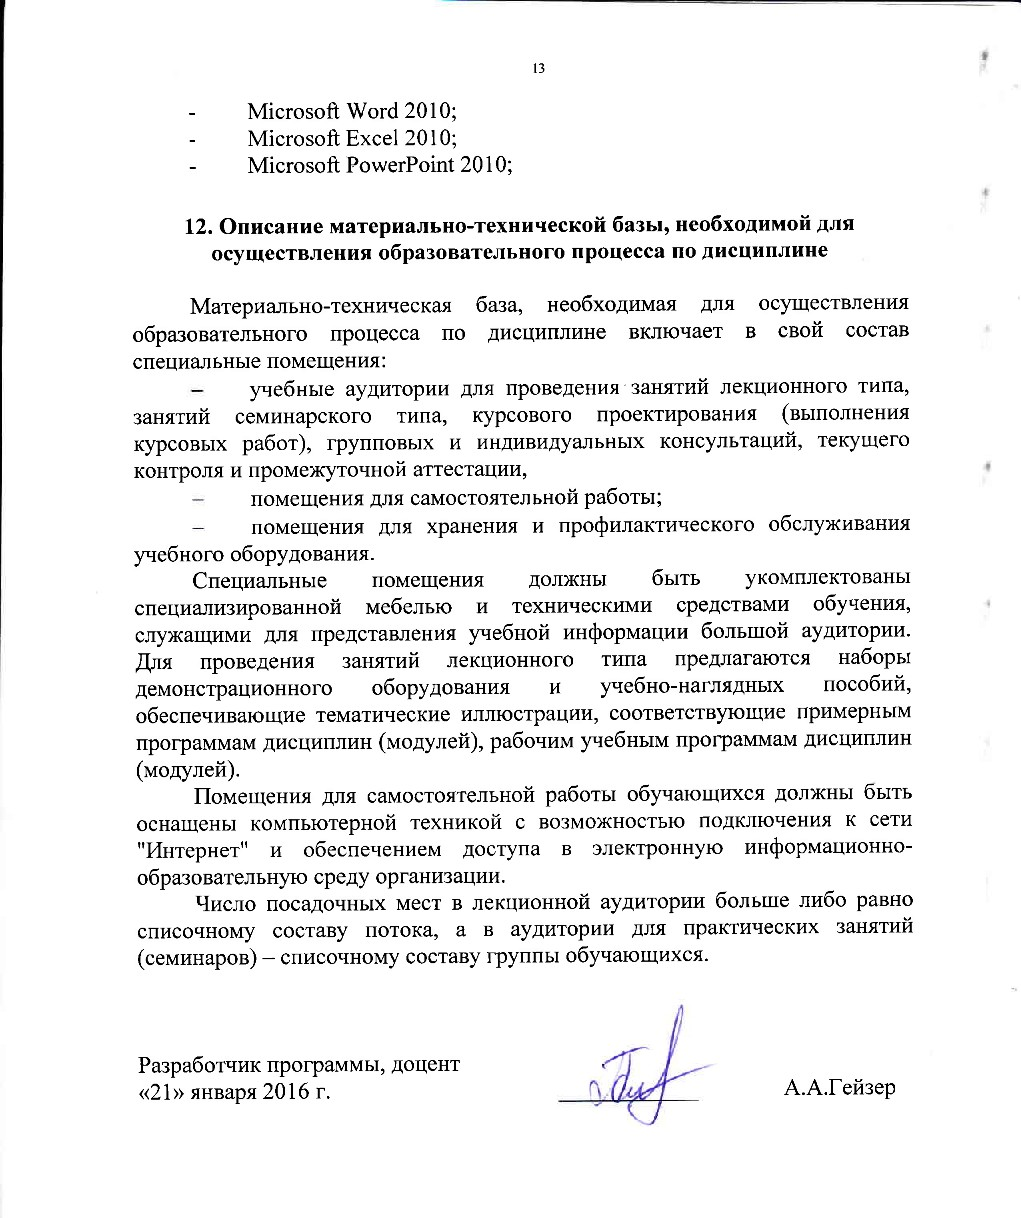 13
- Microsoft Word 2010;
- Microsoft Excel 2010;
- Microsoft PowerPoint 2010;
12. Описание материально-технической базы, необходимой для
осуществления образовательного процесса по дисциплине
Материально-техническая база, необходимая для осуществления
образовательного процесса по дисциплине включает в свой состав
специальные помещения:
– учебные аудитории для проведения занятий лекционного типа,
занятий семинарского типа, курсового проектирования (выполнения
курсовых работ), групповых и индивидуальных консультаций, текущего
контроля и промежуточной аттестации,
– помещения для самостоятельной работы;
– помещения для хранения и профилактического обслуживания
учебного оборудования.
Специальные помещения должны быть укомплектованы
специализированной мебелью и техническими средствами обучения,
служащими для представления учебной информации большой аудитории.
Для проведения занятий лекционного типа предлагаются наборы
демонстрационного оборудования и учебно-наглядных пособий,
обеспечивающие тематические иллюстрации, соответствующие примерным
программам дисциплин (модулей), рабочим учебным программам дисциплин
(модулей).
Помещения для самостоятельной работы обучающихся должны быть
оснащены компьютерной техникой с возможностью подключения к сети
"Интернет" и обеспечением доступа в электронную информационно-
образовательную среду организации.
Число посадочных мест в лекционной аудитории больше либо равно
списочному составу потока, а в аудитории для практических занятий
(семинаров) – списочному составу группы обучающихся.
Разработчик программы, доцент
«21» января 2016 г. А.А.Гейзер